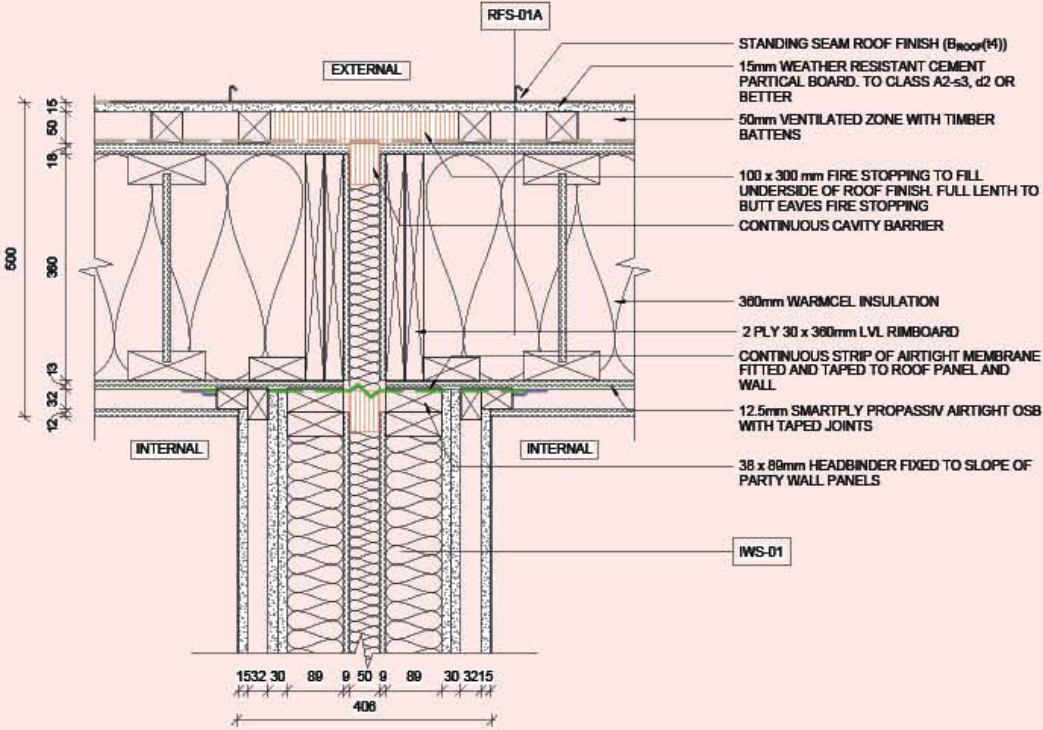 RFS-01A
EXTERNAL
STANDING SEAM ROOF FINISH (BROOF(t4))
15mm WEATHER RESISTANT CEMENT
PARTICAL BOARD. TO CLASS A2-s3, d2 OR
BETTER
50mm VENTILATED ZONE WITH TIMBER
BATTENS
100 x 300 mm FIRE STOPPING TO FILL
UNDERSIDE OF ROOF FINISH. FULL LENTH TO
BUTT EAVES FIRE STOPPING
CONTINUOUS CAVITY BARRIER
360mm WARMCEL INSULATION
2 PLY 30 x 360mm LVL RIMBOARD
CONTINUOUS STRIP OF AIRTIGHT MEMBRANE
FITTED AND TAPED TO ROOF PANEL AND
WALL
12.5mm SMARTPLY PROPASSIV AIRTIGHT OSB
WITH TAPED JOINTS
38 x 89mm HEADBINDER FIXED TO SLOPE OF
PARTY WALL PANELS
IWS-01
15
50
18
360
13
32
12
500
INTERNAL
INTERNAL
15 32 30 89 9 50 9 89 30 32 15
406